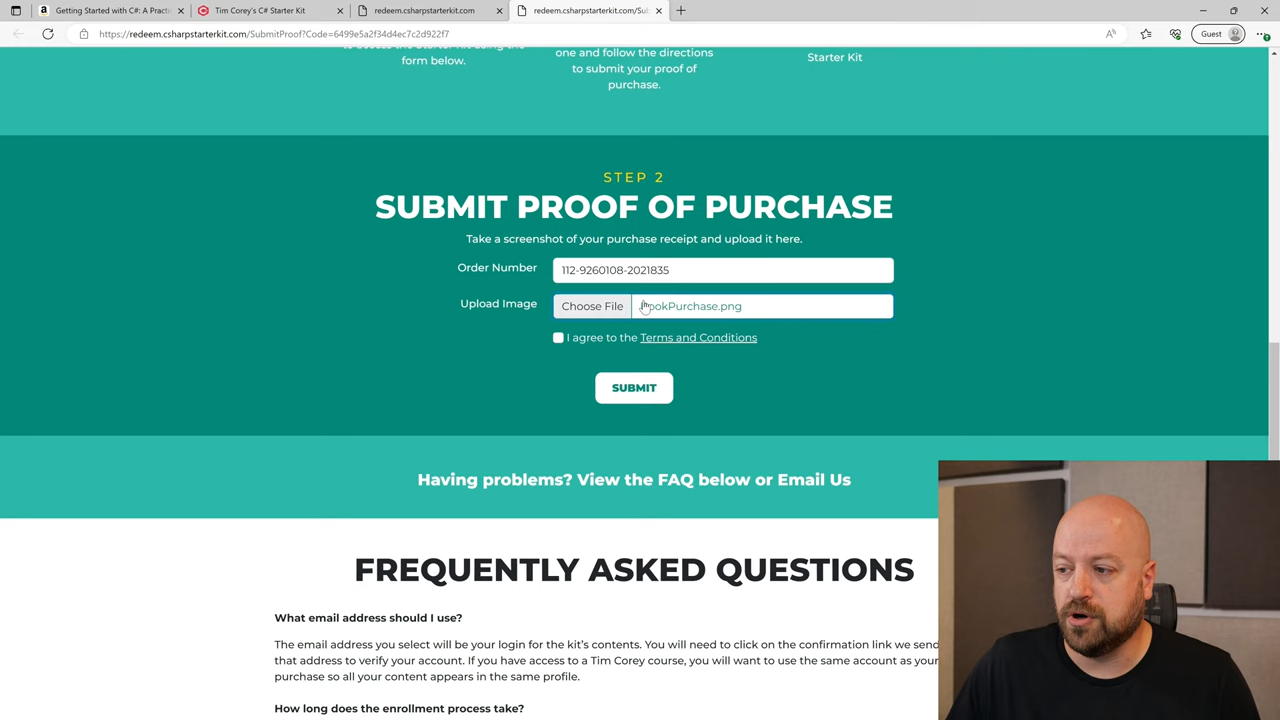 Getting Started with C#: A Practi
Tim Corey's C# Starter Kit
redeem.csharpstarterkit.com
redeem.csharpstarterkit.com/Sub
https://redeem.csharpstarterkit.com/SubmitProof?Code=6499e5a2f34d4ec7c2d922f7
Guest
form below.
one and follow the directions
to submit your proof of
purchase.
Starter Kit
STEP 2
SUBMIT PROOF OF PURCHASE
Take a screenshot of your purchase receipt and upload it here.
Order Number
112-9260108-2021835
Upload Image
Choose File
ookPurchase.png
I agree to the Terms and Conditions
SUBMIT
Having problems? View the FAQ below or Email Us
FREQUENTLY ASKED QUESTIONS
What email address should I use?
The email address you select will be your login for the kit's contents. You will need to click on the confirmation link we send
that address to verify your account. If you have access to a Tim Corey course, you will want to use the same account as your
purchase so all your content appears in the same profile.
How long does the enrollment process take?